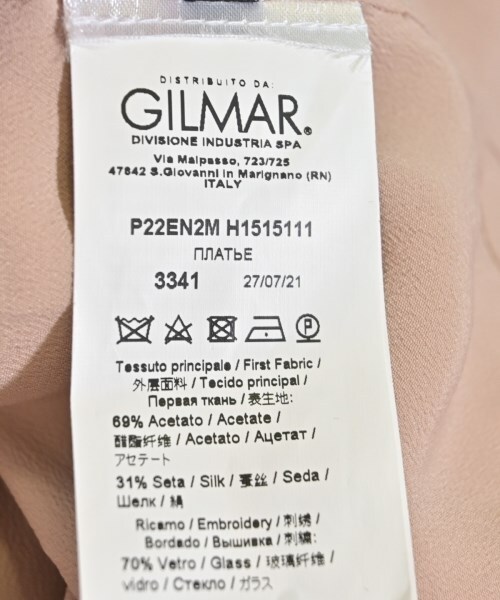 DISTRIBUITO DA:
GILMAR®
DIVISIONE INDUSTRIA SPA
Via Malpasso, 723/725
47842 S.Giovanni in Marignano (RN)
ITALY
P22EN2M H1515111
ПЛАТЬЕ
3341 27/07/21
Tessuto principale / First Fabric /
外层面料 / Tecido principal /
Первая ткань / 表生地:
69% Acetato / Acetate /
醋酯纤维 / Acetato / Ацетат /
アセテート
31% Seta / Silk / 蚕丝 / Seda /
Шелк / 絹
Ricamo / Embroidery / 刺绣 /
Bordado / Вышивка / 刺繍:
70% Vetro / Glass / 玻璃纤维 /
vidro / Стекло / ガラス